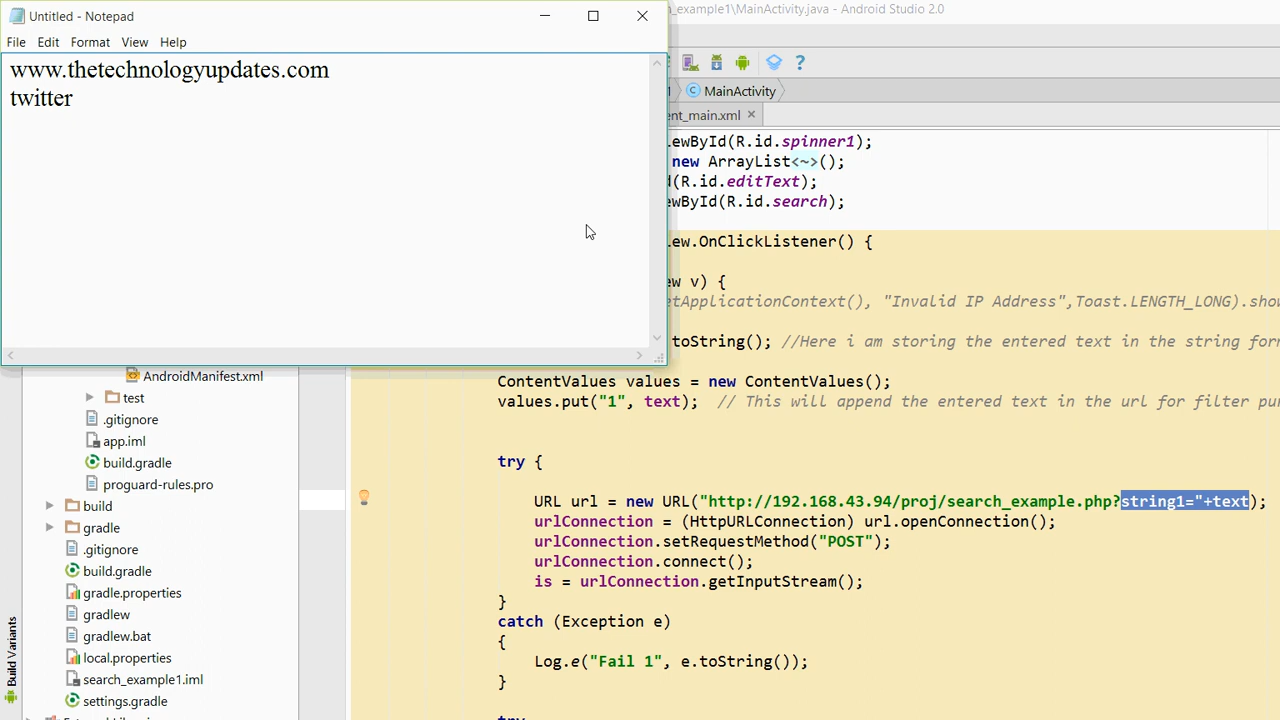 Untitled - Notepad
File Edit Format View Help
www.thetechnologyupdates.com
twitter
_example1\MainActivity.java - Android Studio 2.0
MainActivity
ent_main.xml
ewById(R.id.spinner1);
new ArrayList<~>();
(R.id.editText);
ewById(R.id.search);
ew.OnClickListener() {
ew v) {
etApplicationContext(), "Invalid IP Address",Toast.LENGTH_LONG).show
toString(); //Here i am storing the entered text in the string form
ContentValues values = new ContentValues();
values.put("1", text);  // This will append the entered text in the url for filter pur
try {
URL url = new URL("http://192.168.43.94/proj/search_example.php?string1="+text);
urlConnection = (HttpURLConnection) url.openConnection();
urlConnection.setRequestMethod("POST");
urlConnection.connect();
is = urlConnection.getInputStream();
}
catch (Exception e)
{
Log.e("Fail 1", e.toString());
}
try
AndroidManifest.xml
test
.gitignore
app.iml
build.gradle
proguard-rules.pro
build
gradle
.gitignore
build.gradle
gradle.properties
gradlew
gradlew.bat
local.properties
search_example1.iml
settings.gradle
Build Variants